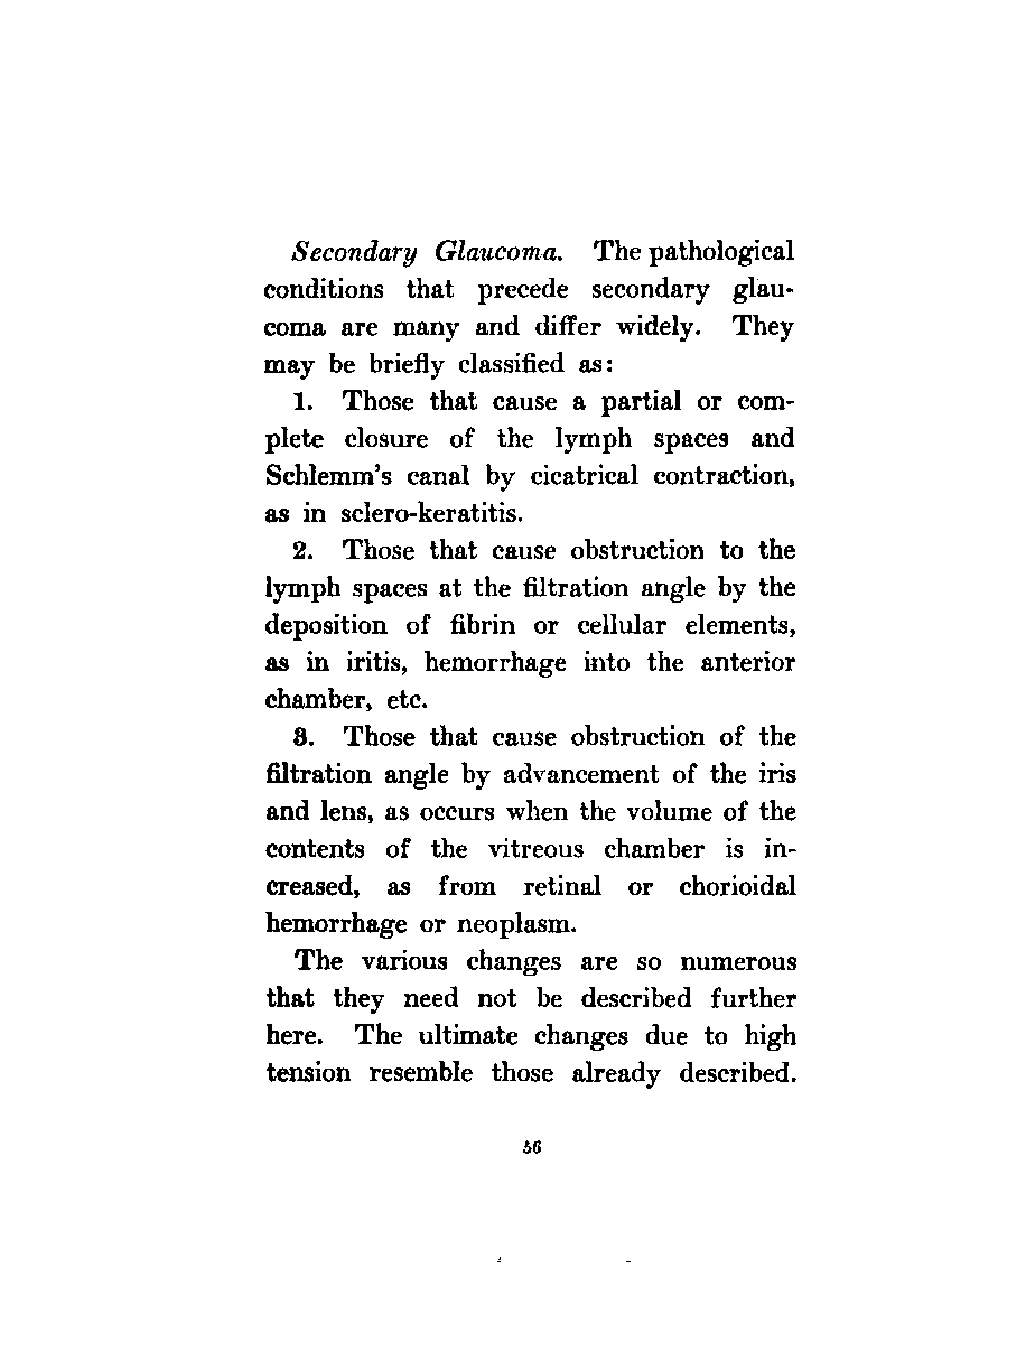 Secondary Glaucoma. The pathological
conditions that precede secondary glau-
coma are many and differ widely. They
may be briefly classified as:
1. Those that cause a partial or com-
plete closure of the lymph spaces and
Schlemm's canal by cicatrical contraction,
as in sclero-keratitis.
2. Those that cause obstruction to the
lymph spaces at the filtration angle by the
deposition of fibrin or cellular elements,
as in iritis, hemorrhage into the anterior
chamber, etc.
3. Those that cause obstruction of the
filtration angle by advancement of the iris
and lens, as occurs when the volume of the
contents of the vitreous chamber is in-
creased, as from retinal or chorioidal
hemorrhage or neoplasm.
The various changes are so numerous
that they need not be described further
here. The ultimate changes due to high
tension resemble those already described.
56